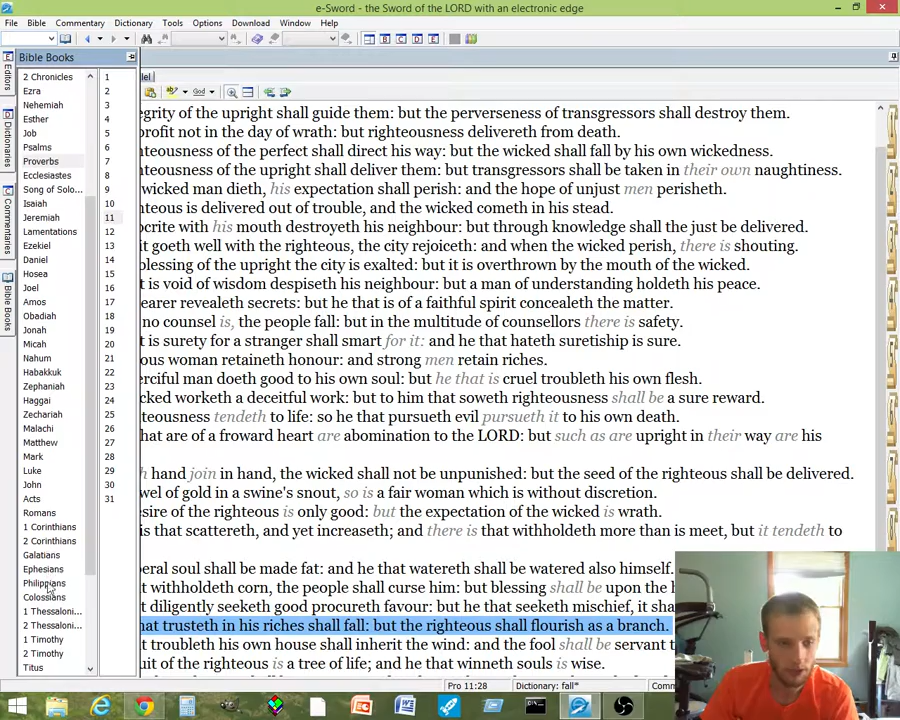 e-Sword - the Sword of the LORD with an electronic edge
File Bible Commentary Dictionary Tools Options Download Window Help
B C D E
Bible Books
Editors
Dictionaries
Commentaries
Bible Books
2 Chronicles 1
Ezra 2
Nehemiah 3
Esther 4
Job 5
Psalms 6
Proverbs 7
Ecclesiastes 8
Song of Solo... 9
Isaiah 10
Jeremiah 11
Lamentations 12
Ezekiel 13
Daniel 14
Hosea 15
Joel 16
Amos 17
Obadiah 18
Jonah 19
Micah 20
Nahum 21
Habakkuk 22
Zephaniah 23
Haggai 24
Zechariah 25
Malachi 26
Matthew 27
Mark 28
Luke 29
John 30
Acts 31
Romans
1 Corinthians
2 Corinthians
Galatians
Ephesians
Philippians
Colossians
1 Thessaloni...
2 Thessaloni...
1 Timothy
2 Timothy
Titus
lel
God
egrity of the upright shall guide them: but the perverseness of transgressors shall destroy them.
profit not in the day of wrath: but righteousness delivereth from death.
hteousness of the perfect shall direct his way: but the wicked shall fall by his own wickedness.
hteousness of the upright shall deliver them: but transgressors shall be taken in their own naughtiness.
wicked man dieth, his expectation shall perish: and the hope of unjust men perisheth.
hteous is delivered out of trouble, and the wicked cometh in his stead.
ocrite with his mouth destroyeth his neighbour: but through knowledge shall the just be delivered.
it goeth well with the righteous, the city rejoiceth: and when the wicked perish, there is shouting.
blessing of the upright the city is exalted: but it is overthrown by the mouth of the wicked.
t is void of wisdom despiseth his neighbour: but a man of understanding holdeth his peace.
earer revealeth secrets: but he that is of a faithful spirit concealeth the matter.
no counsel is, the people fall: but in the multitude of counsellors there is safety.
t is surety for a stranger shall smart for it: and he that hateth suretiship is sure.
ous woman retaineth honour: and strong men retain riches.
erciful man doeth good to his own soul: but he that is cruel troubleth his own flesh.
cked worketh a deceitful work: but to him that soweth righteousness shall be a sure reward.
hteousness tendeth to life: so he that pursueth evil pursueth it to his own death.
hat are of a froward heart are abomination to the LORD: but such as are upright in their way are his
h hand join in hand, the wicked shall not be unpunished: but the seed of the righteous shall be delivered.
wel of gold in a swine's snout, so is a fair woman which is without discretion.
esire of the righteous is only good: but the expectation of the wicked is wrath.
is that scattereth, and yet increaseth; and there is that withholdeth more than is meet, but it tendeth to
eral soul shall be made fat: and he that watereth shall be watered also himself.
t withholdeth corn, the people shall curse him: but blessing shall be upon the h
t diligently seeketh good procureth favour: but he that seeketh mischief, it sha
hat trusteth in his riches shall fall: but the righteous shall flourish as a branch.
t troubleth his own house shall inherit the wind: and the fool shall be servant t
uit of the righteous is a tree of life; and he that winneth souls is wise.
Pro 11:28 Dictionary: fall* Comm